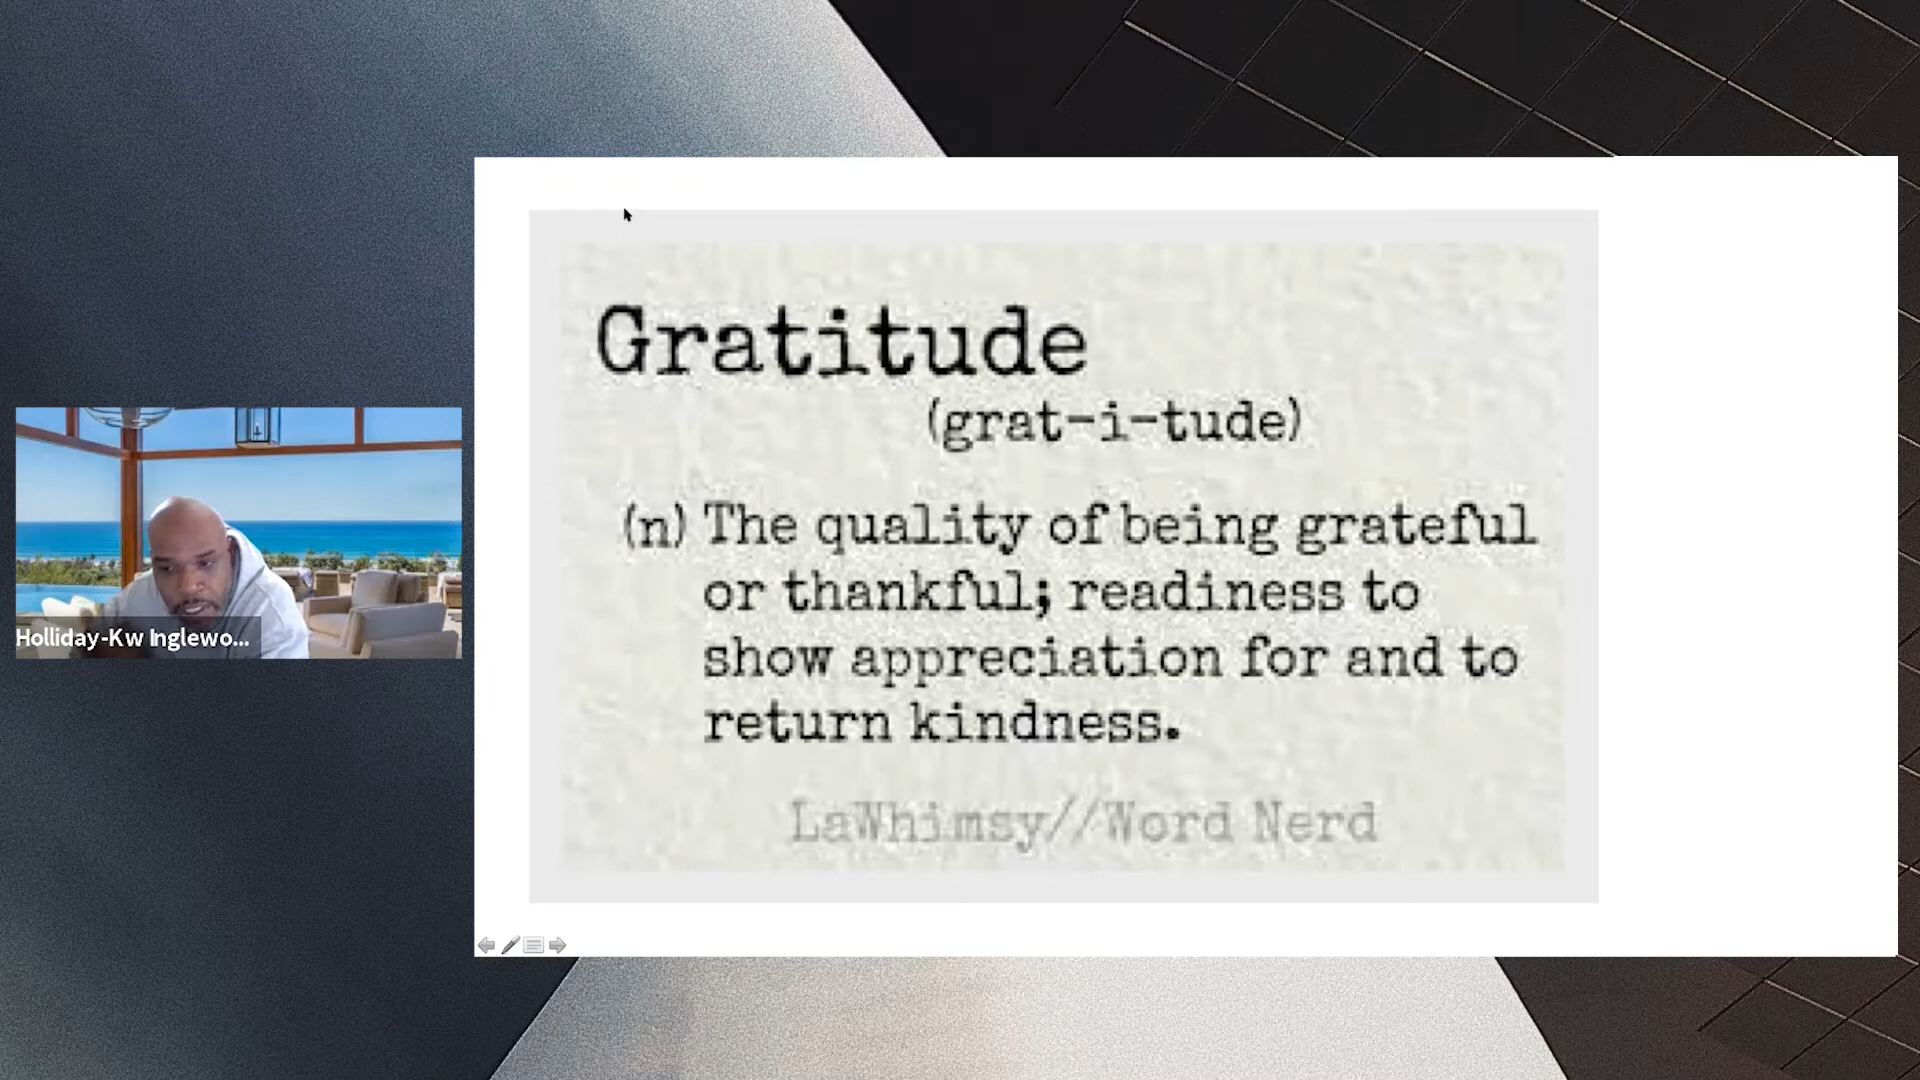 Gratitude
(grat-i-tude)
(n) The quality of being grateful
or thankful; readiness to
show appreciation for and to
return kindness.
LaWhimsy//Word Nerd
Holliday-Kw Inglewo...